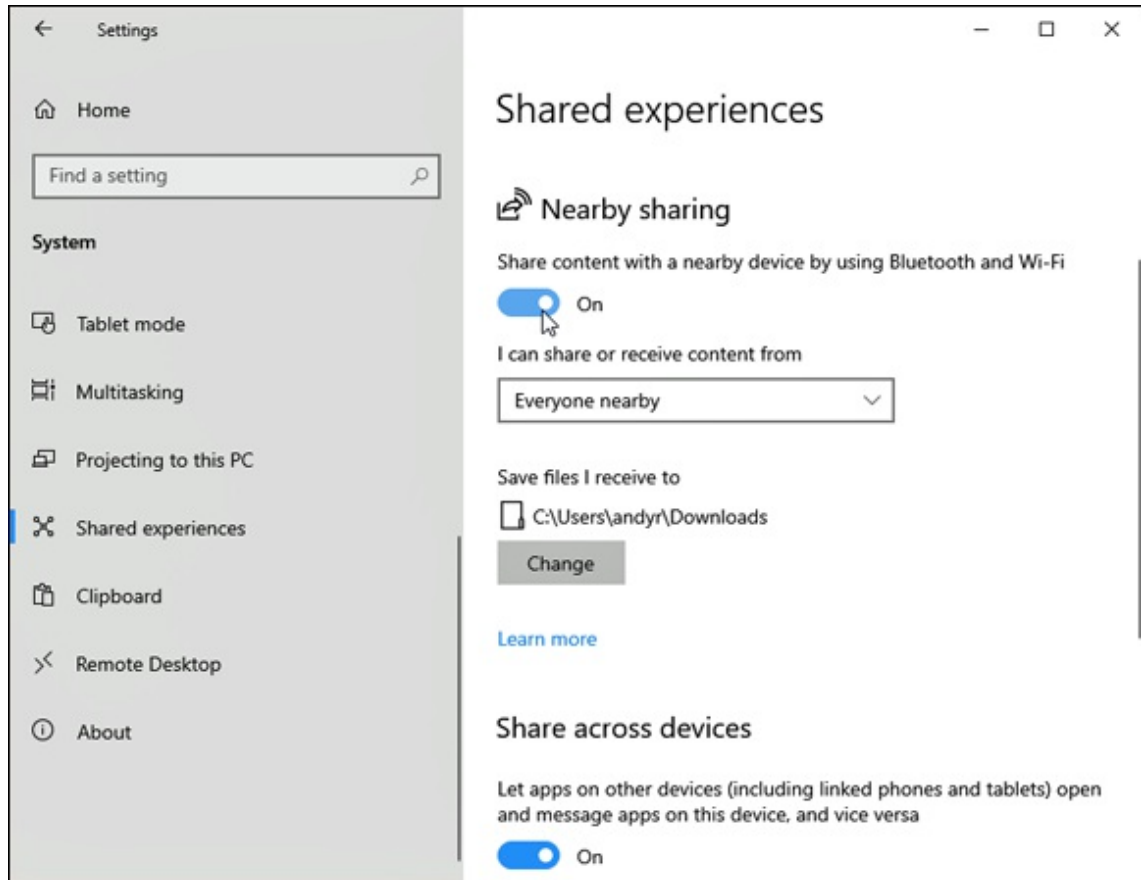 Settings
Home
Find a setting
System
Tablet mode
Multitasking
Projecting to this PC
Shared experiences
Clipboard
Remote Desktop
About
Shared experiences
Nearby sharing
Share content with a nearby device by using Bluetooth and Wi-Fi
On
I can share or receive content from
Everyone nearby
Save files I receive to
C:\Users\andyr\Downloads
Change
Learn more
Share across devices
Let apps on other devices (including linked phones and tablets) open
and message apps on this device, and vice versa
On